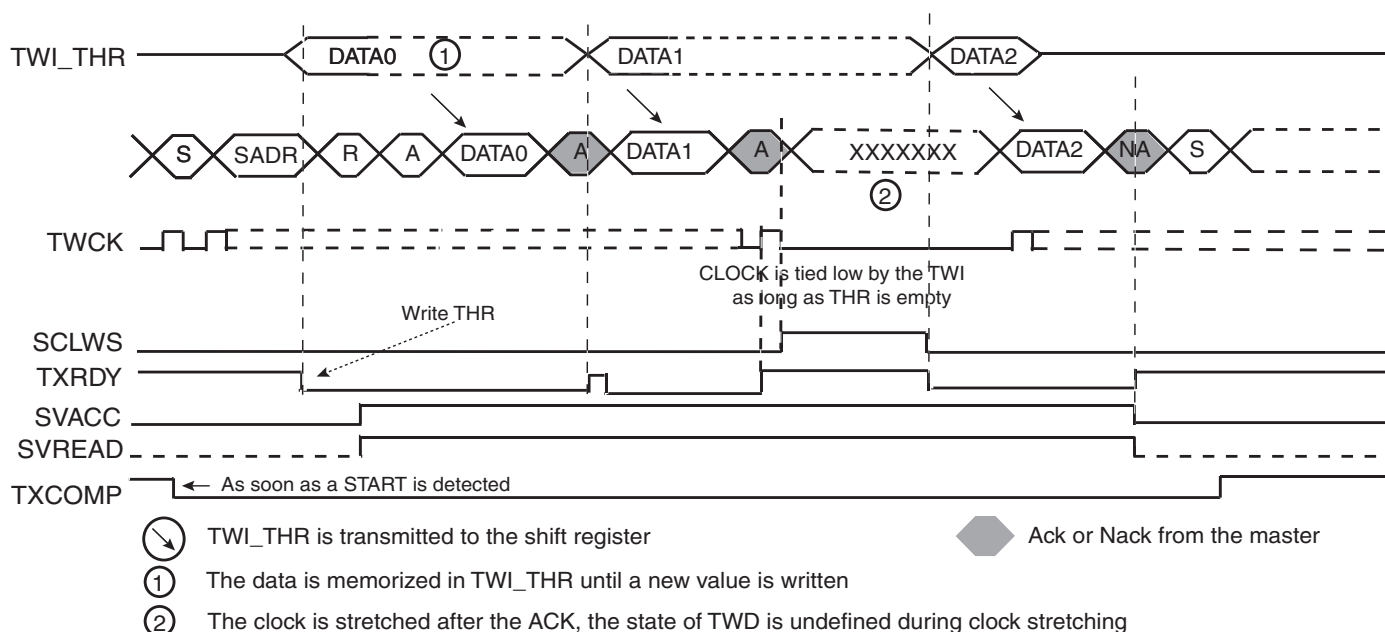 TWI_THR DATA0 1 DATA1 DATA2
S SADR R A DATA0 A DATA1 A XXXXXXX DATA2 NA S
2
TWCK
CLOCK is tied low by the TWI
as long as THR is empty
Write THR
SCLWS
TXRDY
SVACC
SVREAD
TXCOMP As soon as a START is detected
TWI_THR is transmitted to the shift register Ack or Nack from the master
1 The data is memorized in TWI_THR until a new value is written
2 The clock is stretched after the ACK, the state of TWD is undefined during clock stretching